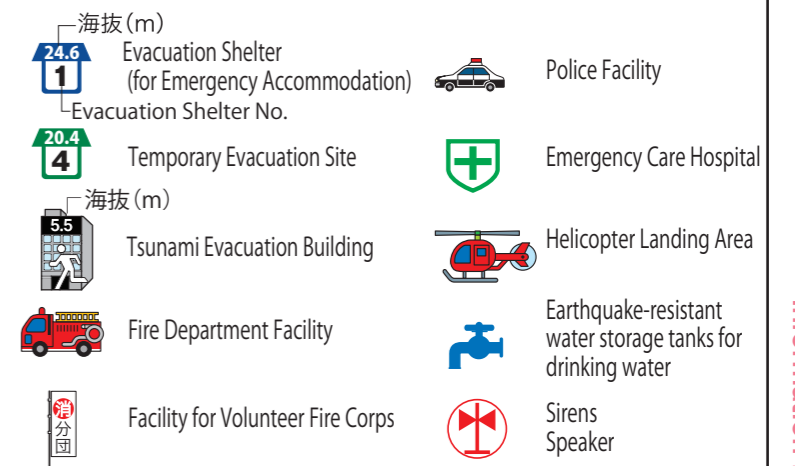 海抜(m)
24.6
1
Evacuation Shelter
(for Emergency Accommodation)
Evacuation Shelter No.
20.4
4
Temporary Evacuation Site
海抜(m)
5.5
Tsunami Evacuation Building
Fire Department Facility
消
分
団
Facility for Volunteer Fire Corps
Police Facility
Emergency Care Hospital
Helicopter Landing Area
Earthquake-resistant
water storage tanks for
drinking water
Sirens
Speaker